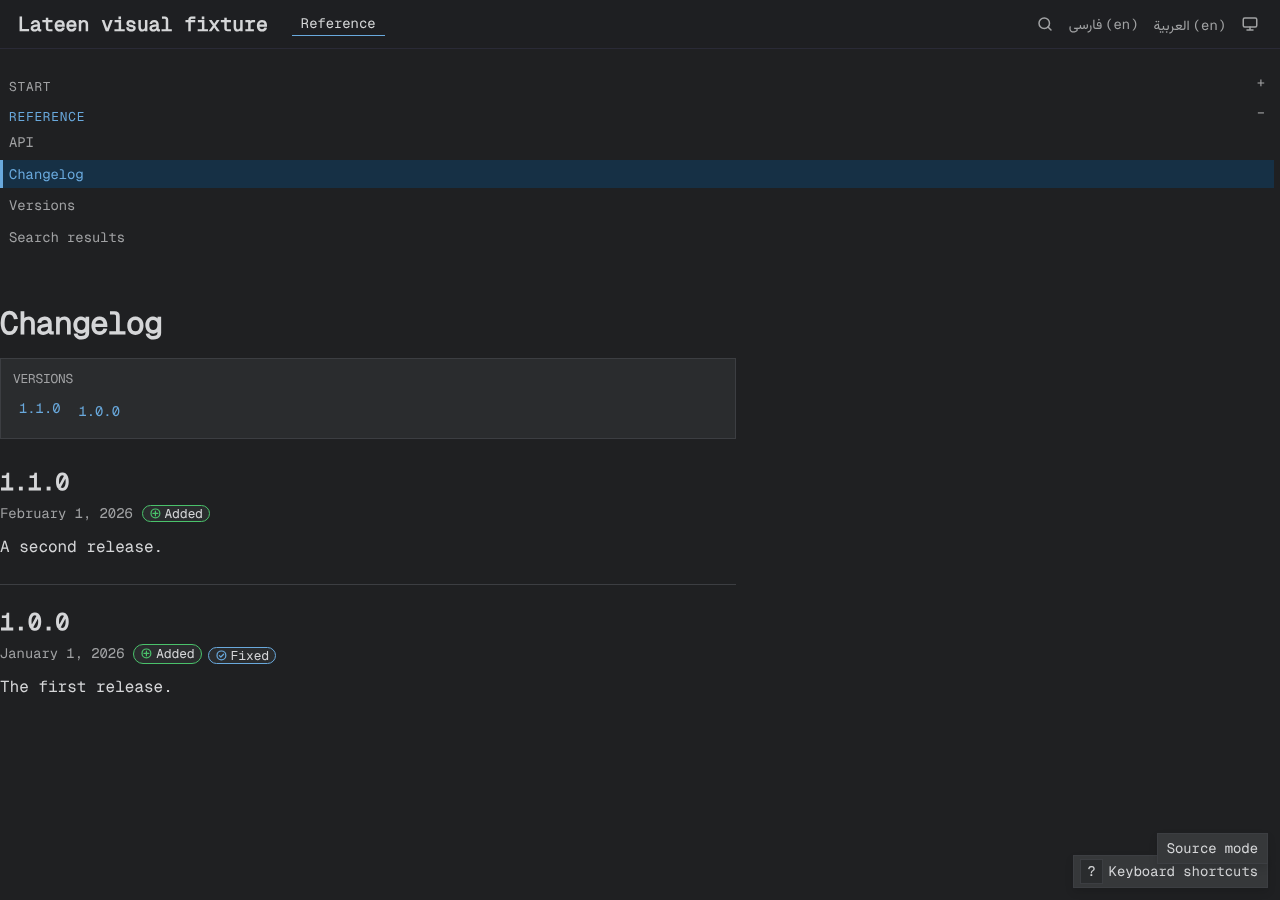 Lateen visual fixture Reference فارسی (en) العربية (en)
START +
REFERENCE −
API
Changelog
Versions
Search results
Changelog
VERSIONS
1.1.0 1.0.0
1.1.0
February 1, 2026 Added
A second release.
1.0.0
January 1, 2026 Added Fixed
The first release.
Source mode
? Keyboard shortcuts